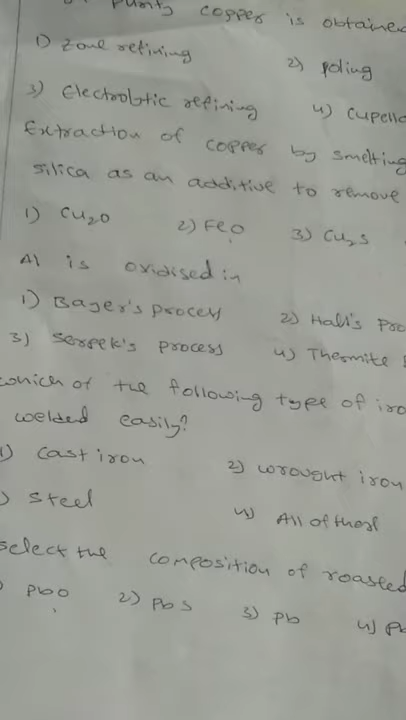 purity copper is obtained
1) Zone refining 2) poling
3) Electrolytic refining 4) Cupella
Extraction of copper by smelting
silica as an additive to remove
1) Cu2O 2) FeO 3) Cu2S
Al is oxidised in
1) Bayer's process 2) Hall's Pro
3) Serpek's process 4) Thermite
which of the following type of iro
welded easily?
1) Cast iron 2) wrought iron
) Steel 4) All of these
select the composition of roasted
) PbO 2) PbS 3) Pb 4) Pb